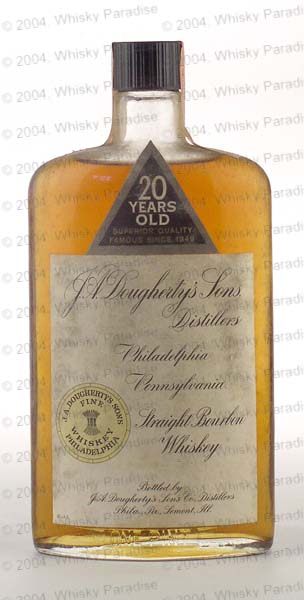 © 2004. Whisky Paradise
20
YEARS
OLD
SUPERIOR QUALITY
FAMOUS SINCE 1849
J.A. Dougherty's Sons
Distillers
Philadelphia
Pennsylvania
J.A. DOUGHERTY'S SONS
FINE
WHISKEY
PHILADELPHIA
Straight Bourbon
Whiskey
Bottled by
J.A. Dougherty's Sons Co. Distillers
Phila., Pa., Lemont, Ill.